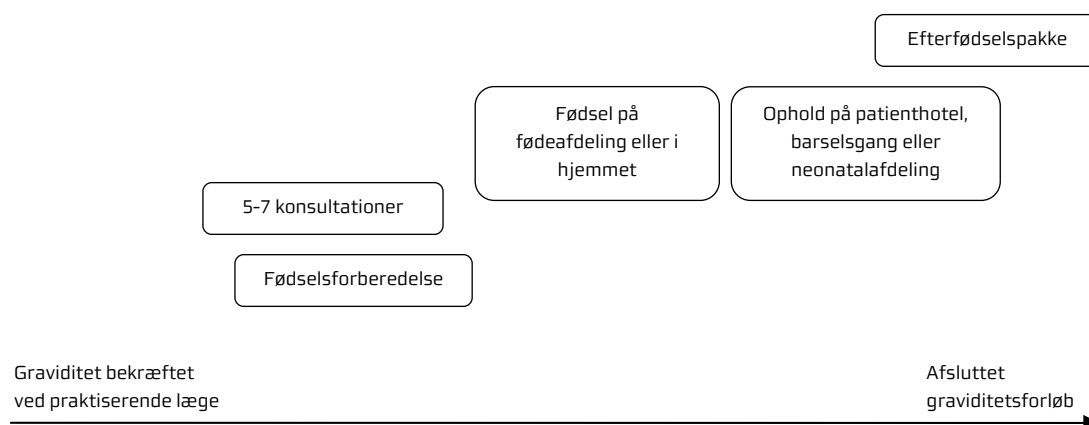 Efterfødselspakke
Fødsel på
fødeafdeling eller i
hjemmet
Ophold på patienthotel,
barselsgang eller
neonatalafdeling
5-7 konsultationer
Fødselsforberedelse
Graviditet bekræftet
ved praktiserende læge
Afsluttet
graviditetsforløb